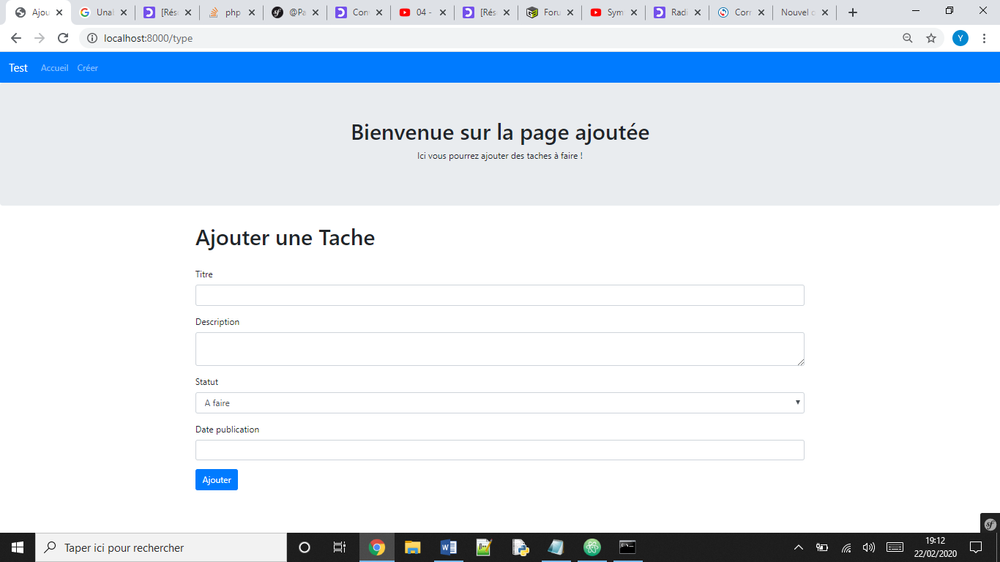 Ajou
Unal
[Rés
php
@Pa
Con
04 -
[Rés
Foru
Sym
Radi
Corr
Nouvel o
localhost:8000/type
Y
Test
Accueil
Créer
Bienvenue sur la page ajoutée
Ici vous pourrez ajouter des taches à faire !
Ajouter une Tache
Titre
Description
Statut
A faire
Date publication
Ajouter
sf
Taper ici pour rechercher
19:12
22/02/2020